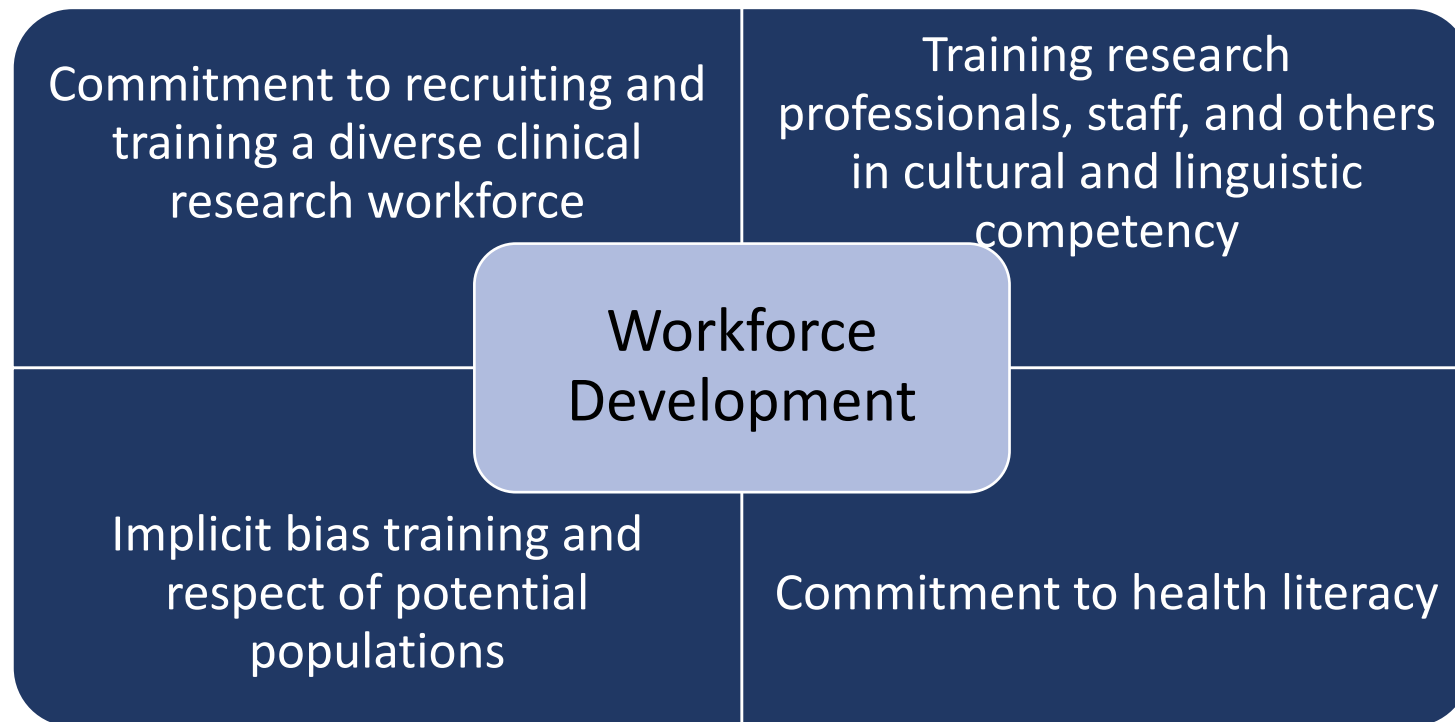 Commitment to recruiting and
training a diverse clinical
research workforce
Training research
professionals, staff, and others
in cultural and linguistic
competency
Workforce
Development
Implicit bias training and
respect of potential
populations
Commitment to health literacy